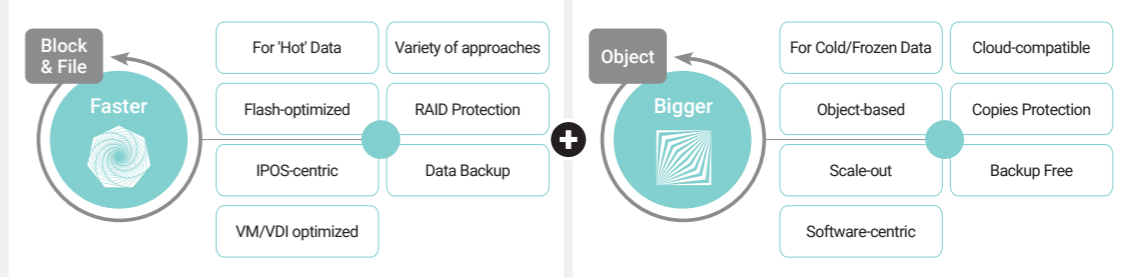 Block
& File
Faster
For 'Hot' Data
Variety of approaches
Flash-optimized
RAID Protection
IPOS-centric
Data Backup
VM/VDI optimized
+
Object
Bigger
For Cold/Frozen Data
Cloud-compatible
Object-based
Copies Protection
Scale-out
Backup Free
Software-centric